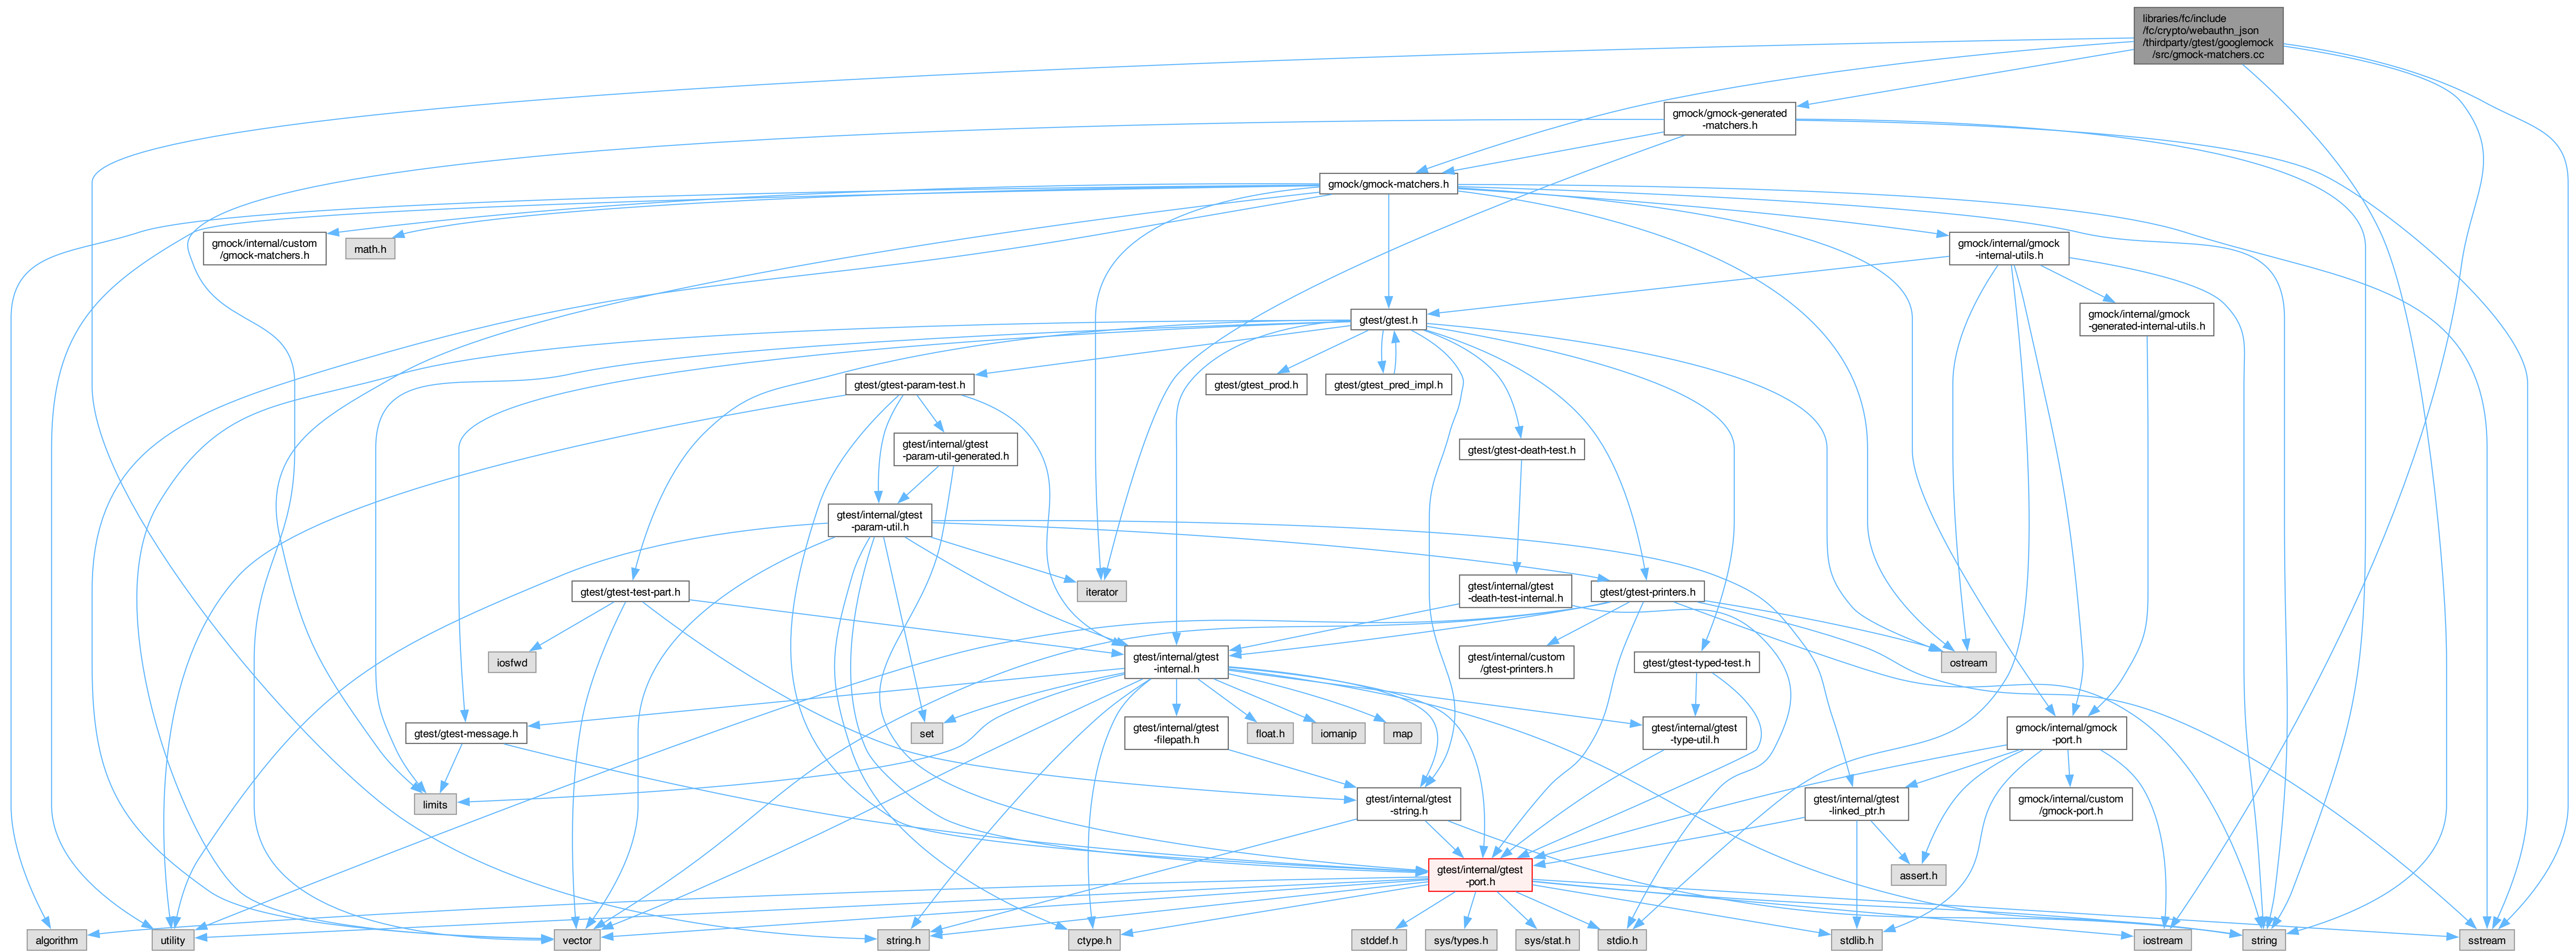 libraries/fc/include
/fc/crypto/webauthn_json
/thirdparty/gtest/googlemock
/src/gmock-matchers.cc
gmock/gmock-generated
-matchers.h
gmock/gmock-matchers.h
gmock/internal/custom
/gmock-matchers.h
math.h
gmock/internal/gmock
-internal-utils.h
gtest/gtest.h
gmock/internal/gmock
-generated-internal-utils.h
gtest/gtest-param-test.h
gtest/gtest_prod.h
gtest/gtest_pred_impl.h
gtest/internal/gtest
-param-util-generated.h
gtest/gtest-death-test.h
gtest/internal/gtest
-param-util.h
gtest/gtest-test-part.h
iterator
gtest/internal/gtest
-death-test-internal.h
gtest/gtest-printers.h
iosfwd
gtest/internal/gtest
-internal.h
gtest/internal/custom
/gtest-printers.h
gtest/gtest-typed-test.h
ostream
gtest/gtest-message.h
set
gtest/internal/gtest
-filepath.h
float.h
iomanip
map
gtest/internal/gtest
-type-util.h
gmock/internal/gmock
-port.h
limits
gtest/internal/gtest
-string.h
gtest/internal/gtest
-linked_ptr.h
gmock/internal/custom
/gmock-port.h
gtest/internal/gtest
-port.h
assert.h
algorithm
utility
vector
string.h
ctype.h
stddef.h
sys/types.h
sys/stat.h
stdio.h
stdlib.h
iostream
string
sstream